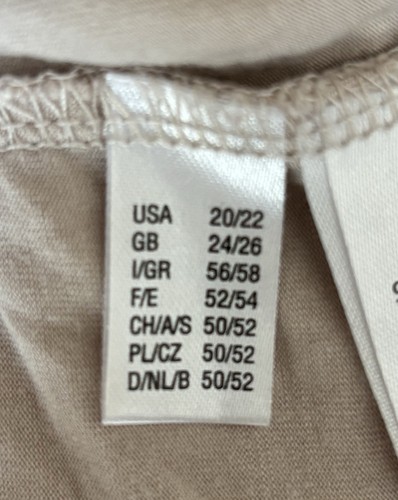 USA 20/22
GB 24/26
I/GR 56/58
F/E 52/54
CH/A/S 50/52
PL/CZ 50/52
D/NL/B 50/52